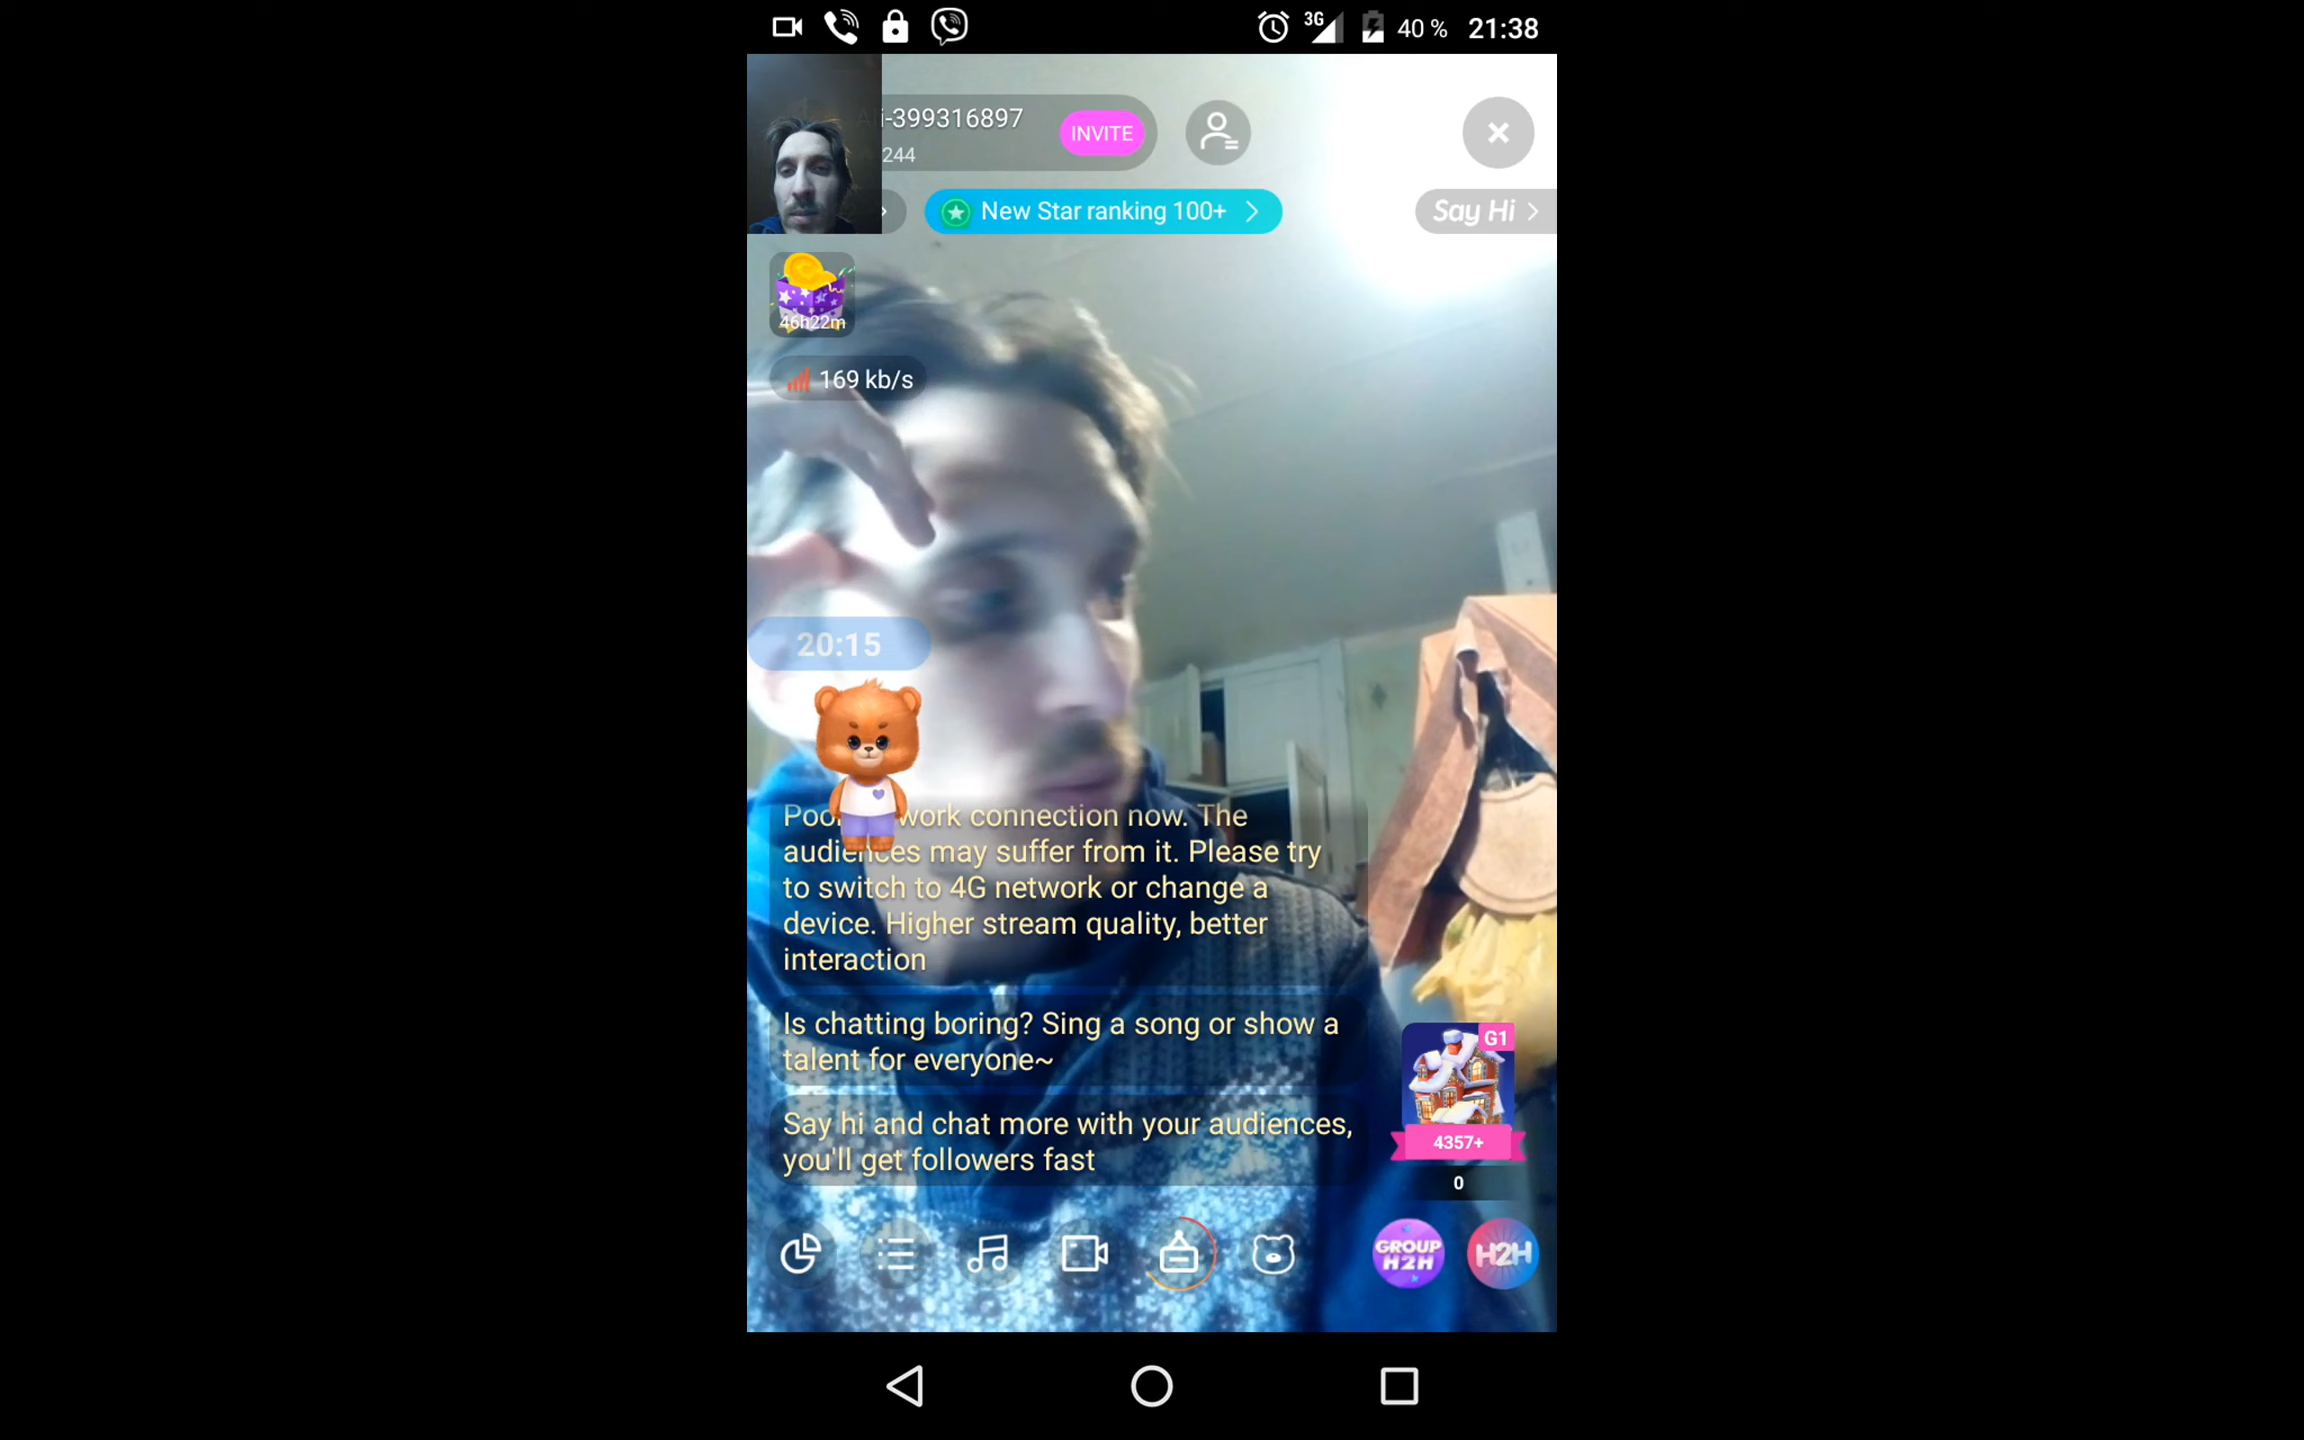 3G 40 % 21:38
i-399316897
INVITE
244
New Star ranking 100+
Say Hi
46h22m
169 kb/s
20:15
work connection now. The
audiences may suffer from it. Please try
to switch to 4G network or change a
device. Higher stream quality, better
interaction
Is chatting boring? Sing a song or show a
talent for everyone~
Say hi and chat more with your audiences,
you'll get followers fast
G1
4357+
0
GROUP
H2H
H2H